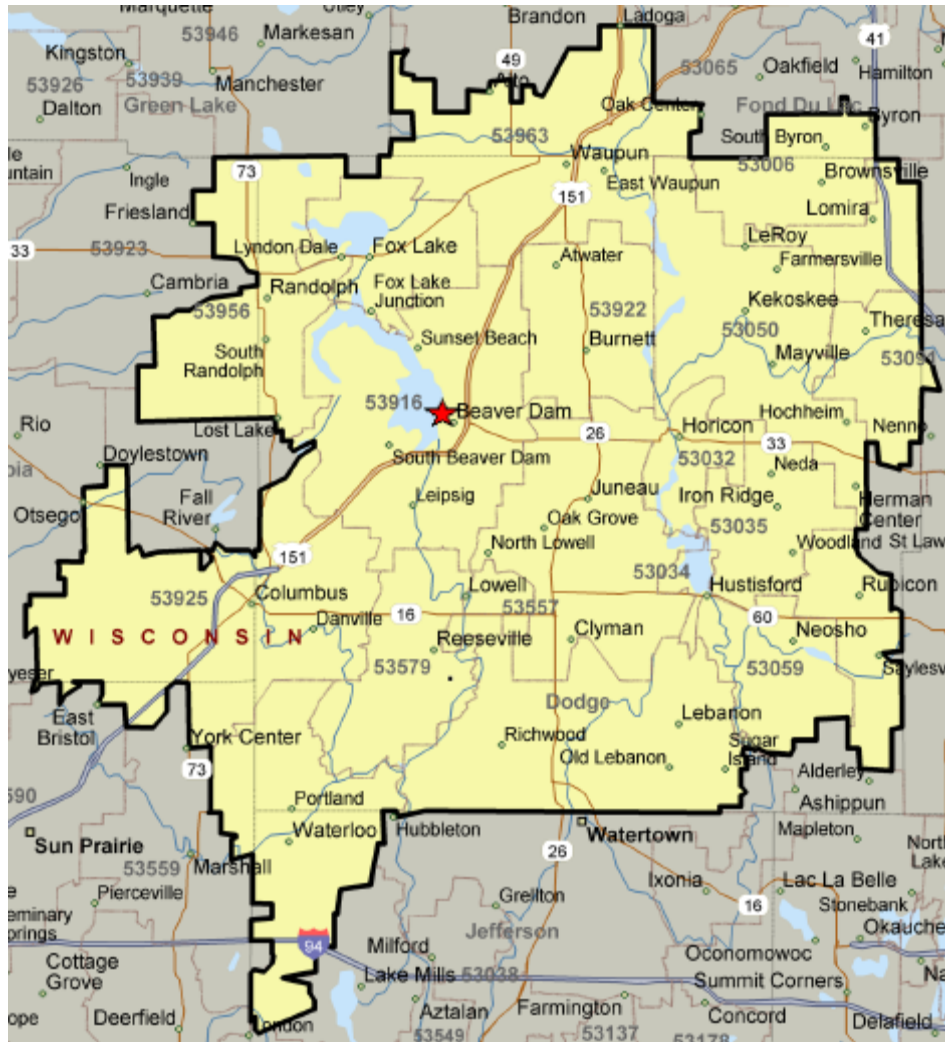 Marquette
Utley
Brandon
Ladoga
53946
Markesan
Kingston
49
41
53926
53939
Manchester
53065
Oakfield
Hamilton
Dalton
Green Lake
Alto
Oak Center
Fond Du Lac
Byron
53963
South Byron
Waupun
53006
Ingle
73
East Waupun
Brownsville
151
Friesland
Lomira
33
53923
Lyndon Dale
Fox Lake
Atwater
LeRoy
Farmersville
Cambria
Randolph
Fox Lake
Junction
53956
53922
Kekoskee
53050
Theresa
South
Randolph
Sunset Beach
Burnett
Mayville
53091
53916
Beaver Dam
Hochheim
Rio
Lost Lake
26
Horicon
33
Nenno
Doylestown
South Beaver Dam
53032
Neda
Otsego
Fall
River
Leipsig
Juneau
Iron Ridge
Herman
Center
Oak Grove
53035
151
North Lowell
Woodland
St Law
53034
53925
Columbus
Lowell
Hustisford
Rubicon
16
53557
60
WISCONSIN
Danville
Reeseville
Clyman
Neosho
53579
53059
Saylesv
East
Bristol
Dodge
York Center
Richwood
Lebanon
Old Lebanon
Sugar
Island
73
Alderley
590
Portland
Ashippun
Sun Prairie
Waterloo
Hubbleton
Watertown
Mapleton
53559
Marshall
26
Pierceville
Ixonia
Lac La Belle
Grellton
16
Stonebank
Jefferson
Okauchee
94
Milford
Oconomowoc
Cottage
Grove
Lake Mills
53038
Summit Corners
Deerfield
Aztalan
Farmington
Concord
Delafield
53549
53137
53178